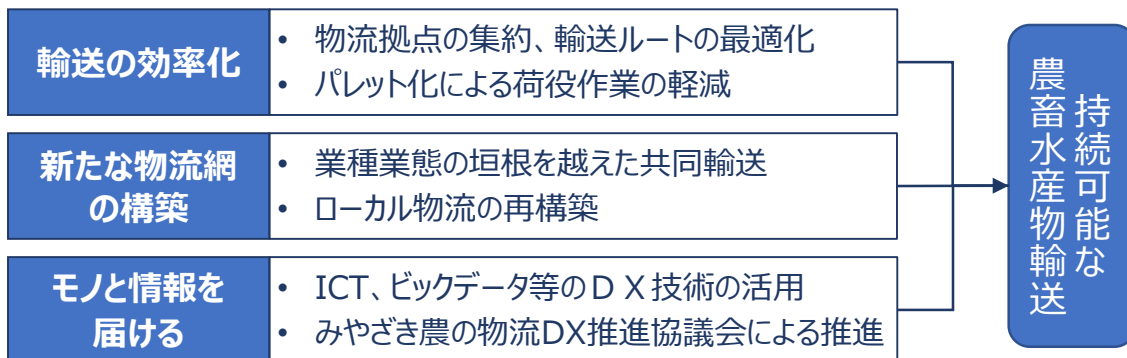 輸送の効率化
• 物流拠点の集約、輸送ルートの最適化
• パレット化による荷役作業の軽減
新たな物流網
の構築
• 業種業態の垣根を越えた共同輸送
• ローカル物流の再構築
モノと情報を
届ける
• ICT、ビックデータ等のＤＸ技術の活用
• みやざき農の物流DX推進協議会による推進
持続可能な
農畜水産物輸送